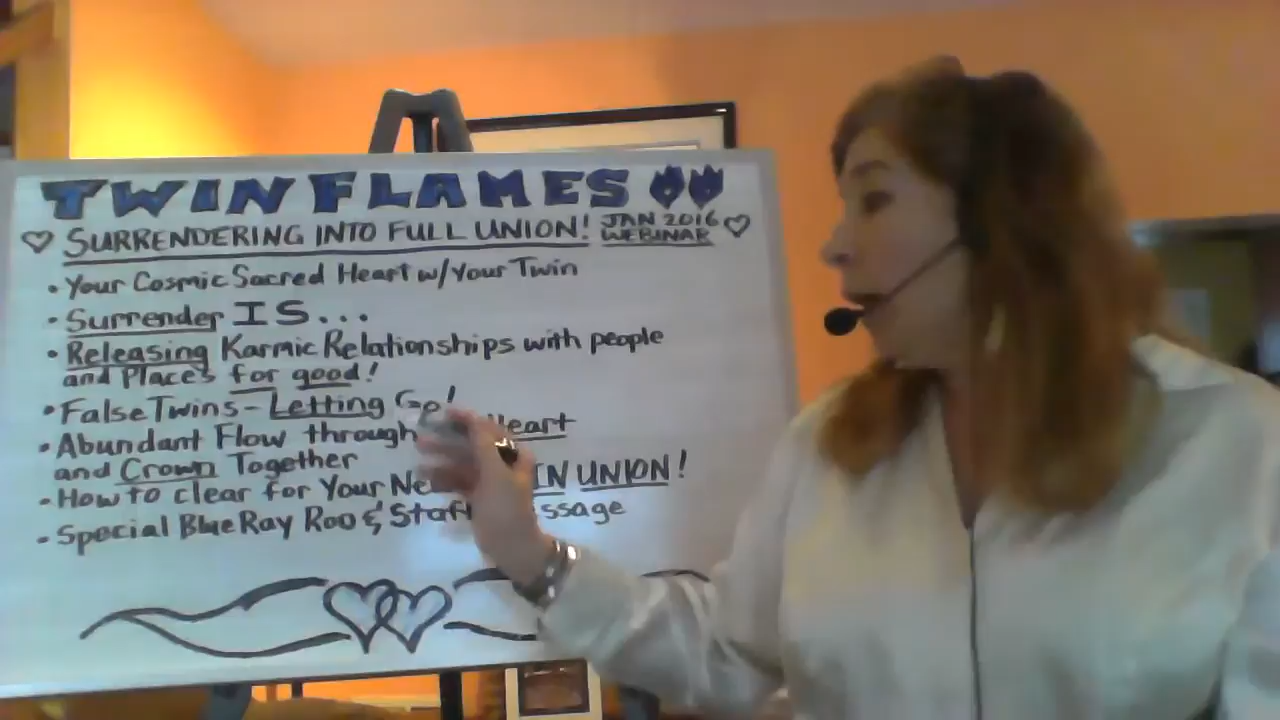 TWIN FLAMES
SURRENDERING INTO FULL UNION! JAN 2016 WEBINAR
• Your Cosmic Sacred Heart w/Your Twin
• Surrender IS...
• Releasing Karmic Relationships with people
and Places for good!
• False Twins - Letting Go!
• Abundant Flow through Heart
and Crown Together
• How to clear for Your IN UNION!
• Special Blue Ray Roo & Staff